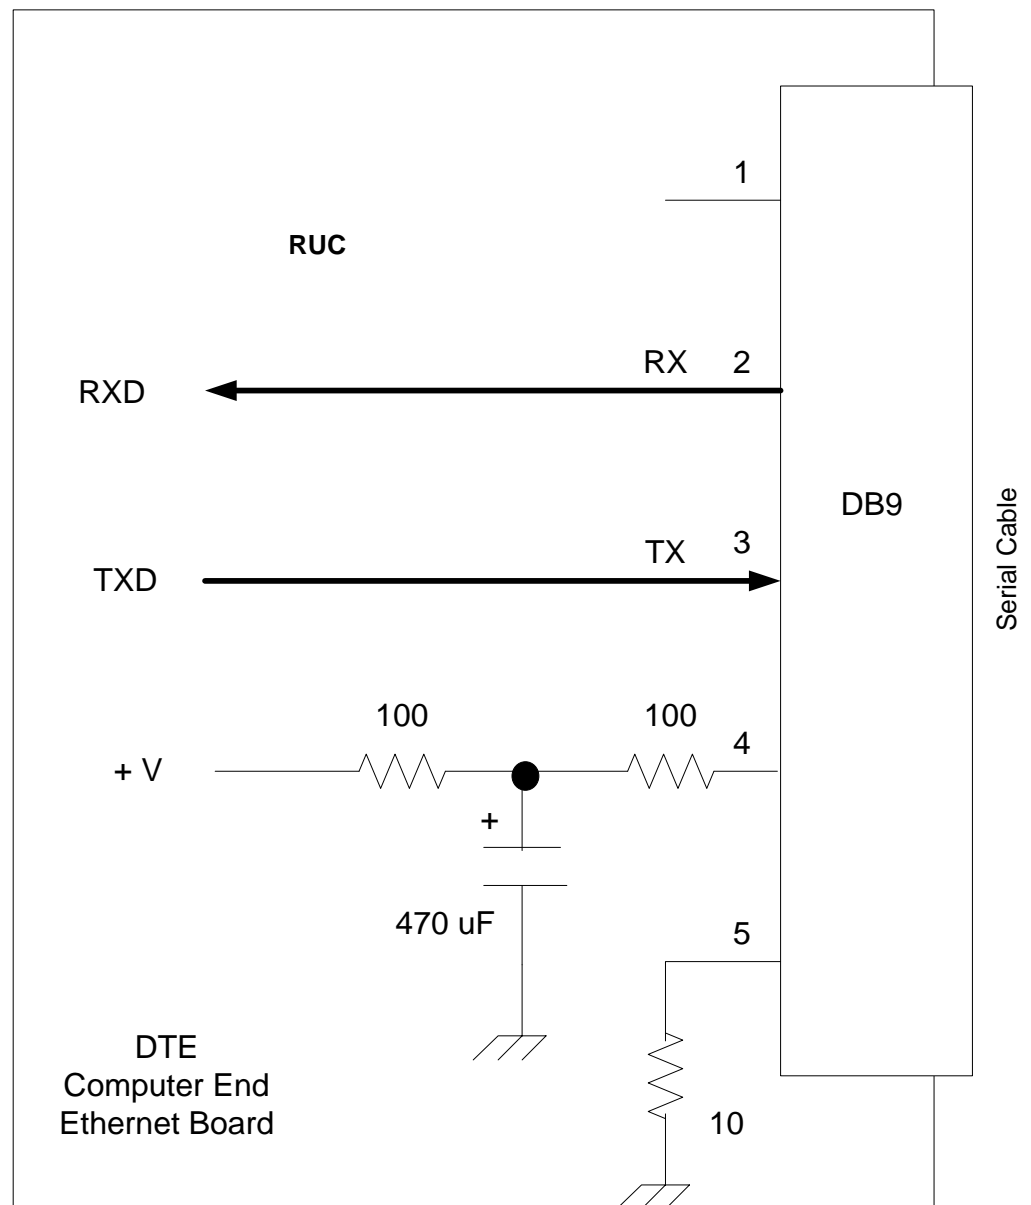 1
RUC
RX 2
RXD
DB9
Serial Cable
TX 3
TXD
100 100 4
+ V
+
470 uF
5
DTE
Computer End
Ethernet Board
10